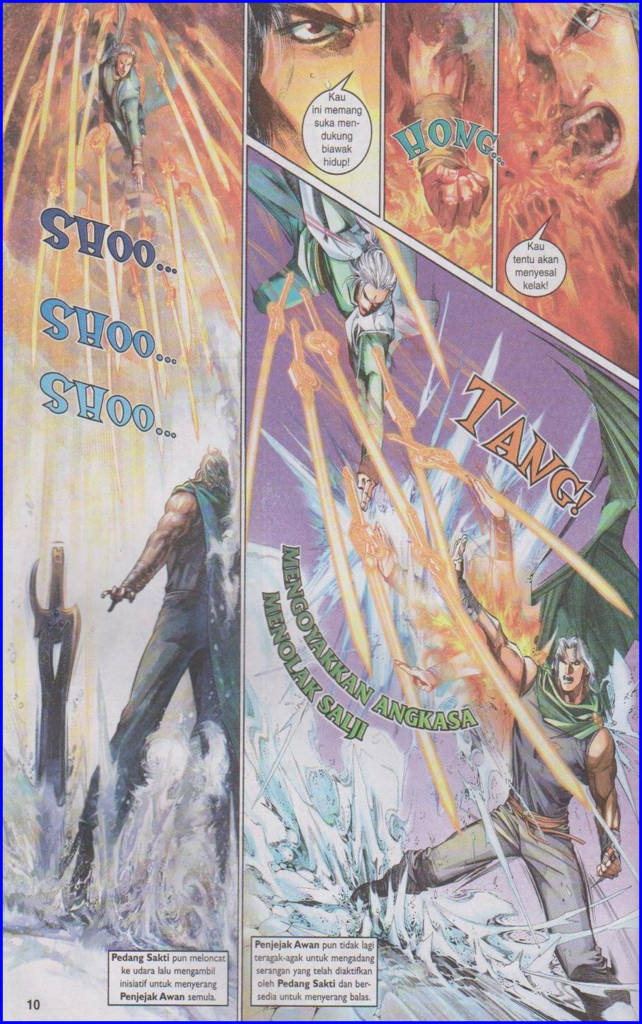 SHOO...
SHOO...
SHOO...
Pedang Sakti pun meloncat
ke udara lalu mengambil
inisiatif untuk menyerang
Penjejak Awan semula.
10
Kau
ini memang
suka men-
dukung
biawak
hidup!
HONG...
Kau
tentu akan
menyesal
kelak!
TANG!
MENGOYAKKAN ANGKASA
MENOLAK SALJI
Penjejak Awan pun tidak lagi
teragak-agak untuk mengadang
serangan yang telah diaktifkan
oleh Pedang Sakti dan ber-
sedia untuk menyerang balas.